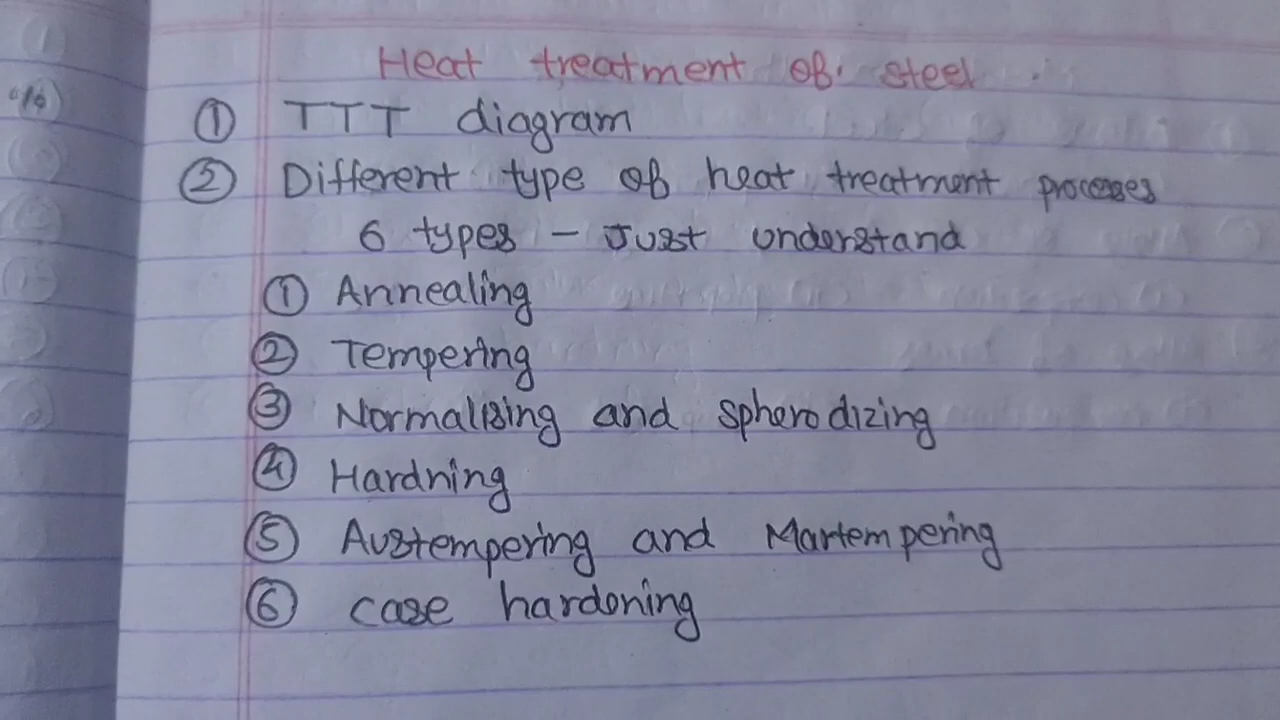 Heat treatment of steel
① TTT diagram
② Different type of heat treatment processes
6 types - Just understand
① Annealing
② Tempering
③ Normalising and spherodizing
④ Hardning
⑤ Austempering and Martempering
⑥ case hardening